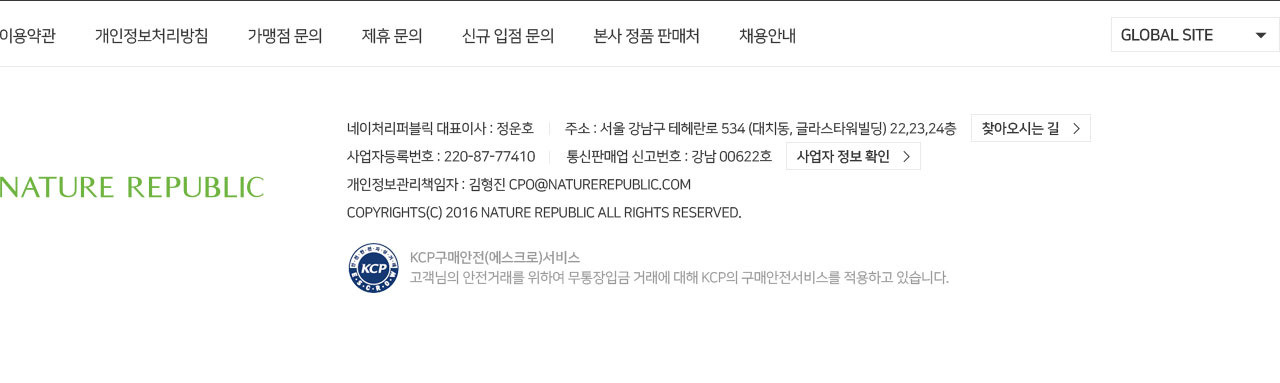 이용약관 개인정보처리방침 가맹점 문의 제휴 문의 신규 입점 문의 본사 정품 판매처 채용안내 GLOBAL SITE
네이처리퍼블릭 대표이사 : 정운호 주소 : 서울 강남구 테헤란로 534 (대치동, 글라스타워빌딩) 22,23,24층 찾아오시는 길
사업자등록번호 : 220-87-77410 통신판매업 신고번호 : 강남 00622호 사업자 정보 확인
NATURE REPUBLIC
개인정보관리책임자 : 김형진 CPO@NATUREREPUBLIC.COM
COPYRIGHTS(C) 2016 NATURE REPUBLIC ALL RIGHTS RESERVED.
KCP
E·S·C·R·O·W
KCP구매안전(에스크로)서비스
고객님의 안전거래를 위하여 무통장입금 거래에 대해 KCP의 구매안전서비스를 적용하고 있습니다.